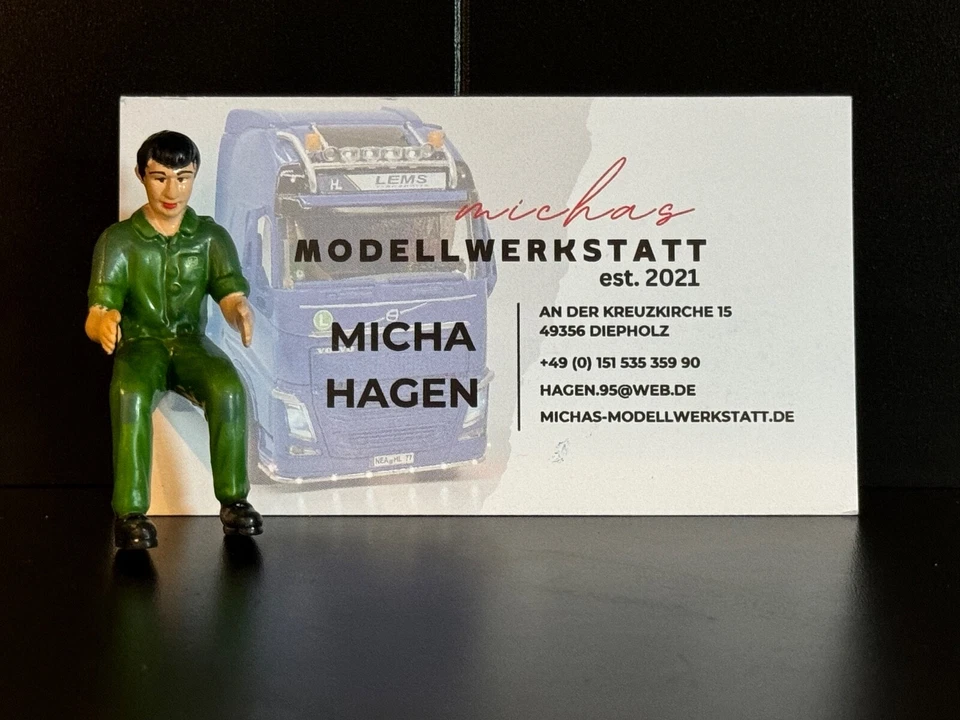 HL LEMS
michas
MODELLWERKSTATT
est. 2021
MICHA
HAGEN
AN DER KREUZKIRCHE 15
49356 DIEPHOLZ
+49 (0) 151 535 359 90
HAGEN.95@WEB.DE
MICHAS-MODELLWERKSTATT.DE
L